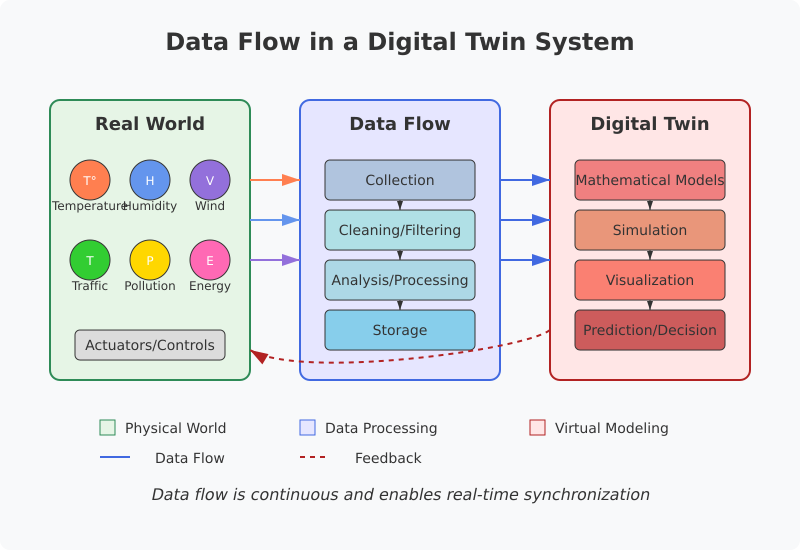 Data Flow in a Digital Twin System
Real World
T°
H
V
Temperature
Humidity
Wind
T
P
E
Traffic
Pollution
Energy
Actuators/Controls
Data Flow
Collection
Cleaning/Filtering
Analysis/Processing
Storage
Digital Twin
Mathematical Models
Simulation
Visualization
Prediction/Decision
Physical World
Data Processing
Virtual Modeling
Data Flow
Feedback
Data flow is continuous and enables real-time synchronization